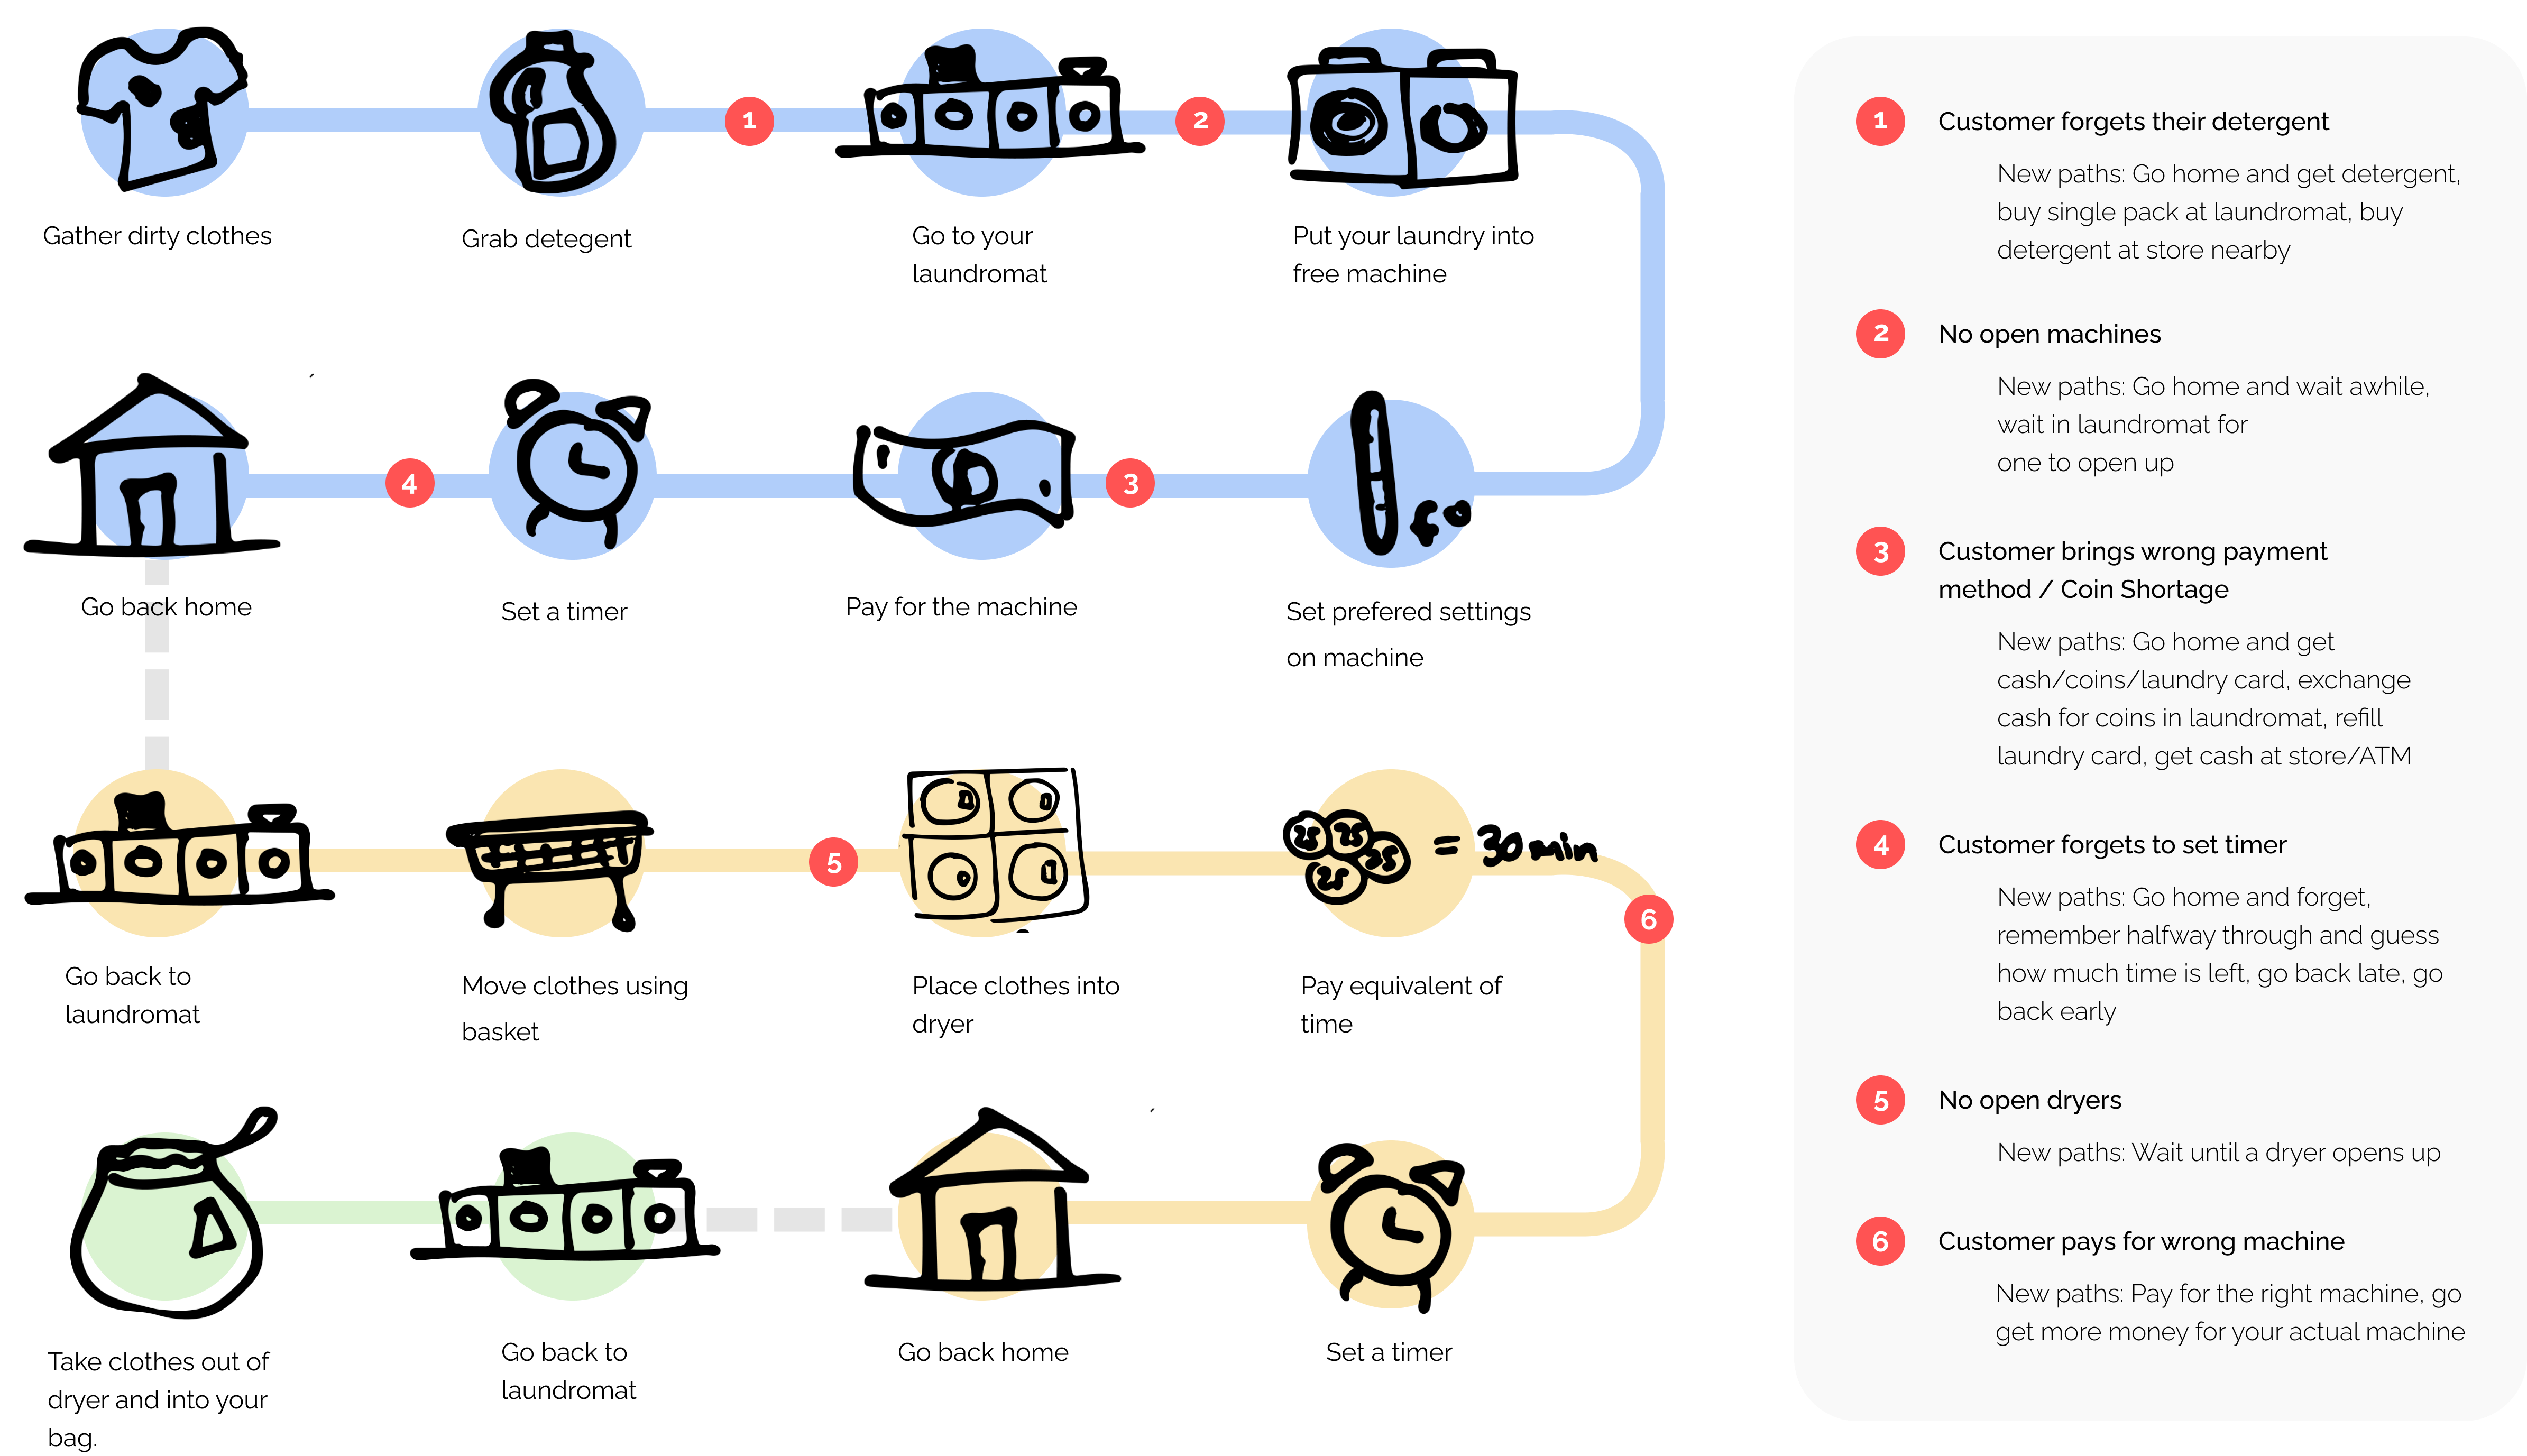 1
2
Gather dirty clothes
Grab detegent
Go to your
laundromat
Put your laundry into
free machine
4
3
Go back home
Set a timer
Pay for the machine
Set prefered settings
on machine
5
25
25
25
25
= 30 min
6
Go back to
laundromat
Move clothes using
basket
Place clothes into
dryer
Pay equivalent of
time
Take clothes out of
dryer and into your
bag.
Go back to
laundromat
Go back home
Set a timer
1 Customer forgets their detergent
New paths: Go home and get detergent,
buy single pack at laundromat, buy
detergent at store nearby
2 No open machines
New paths: Go home and wait awhile,
wait in laundromat for
one to open up
3 Customer brings wrong payment
method / Coin Shortage
New paths: Go home and get
cash/coins/laundry card, exchange
cash for coins in laundromat, refill
laundry card, get cash at store/ATM
4 Customer forgets to set timer
New paths: Go home and forget,
remember halfway through and guess
how much time is left, go back late, go
back early
5 No open dryers
New paths: Wait until a dryer opens up
6 Customer pays for wrong machine
New paths: Pay for the right machine, go
get more money for your actual machine